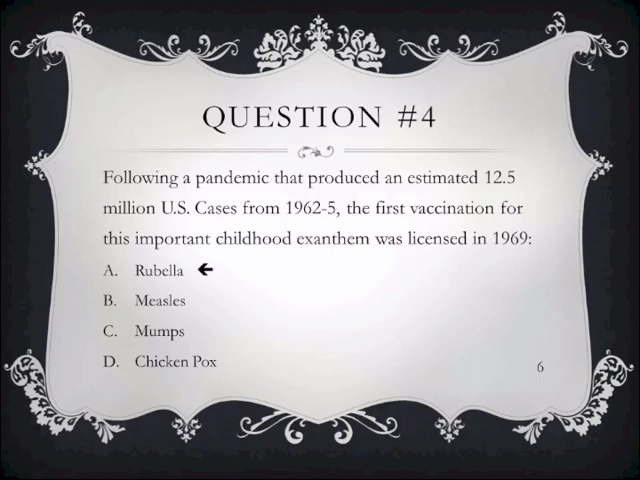 QUESTION #4
Following a pandemic that produced an estimated 12.5
million U.S. Cases from 1962-5, the first vaccination for
this important childhood exanthem was licensed in 1969:
A. Rubella 🡸
B. Measles
C. Mumps
D. Chicken Pox
6